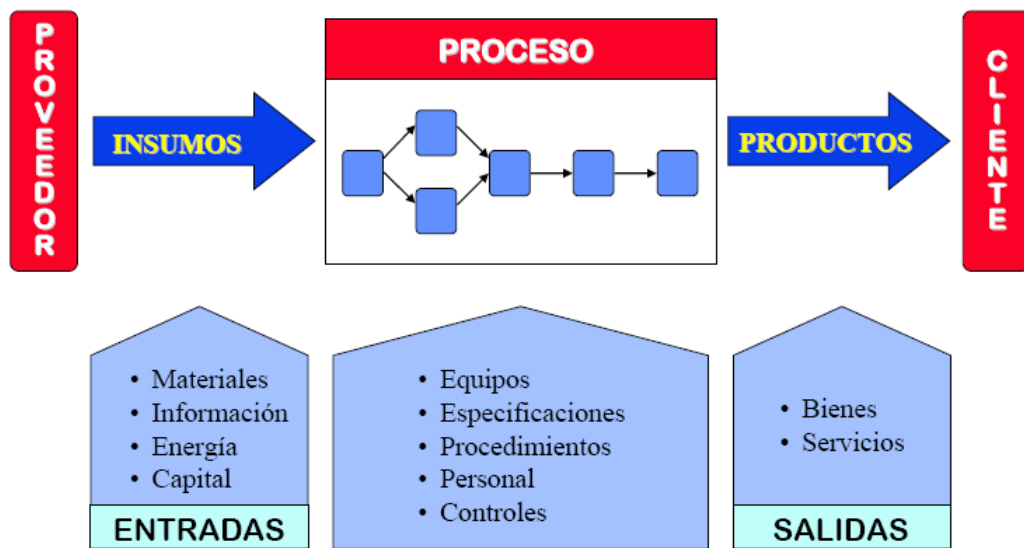 PROVEEDOR
INSUMOS
PROCESO
PRODUCTOS
CLIENTE
• Materiales
• Información
• Energía
• Capital
ENTRADAS
• Equipos
• Especificaciones
• Procedimientos
• Personal
• Controles
• Bienes
• Servicios
SALIDAS